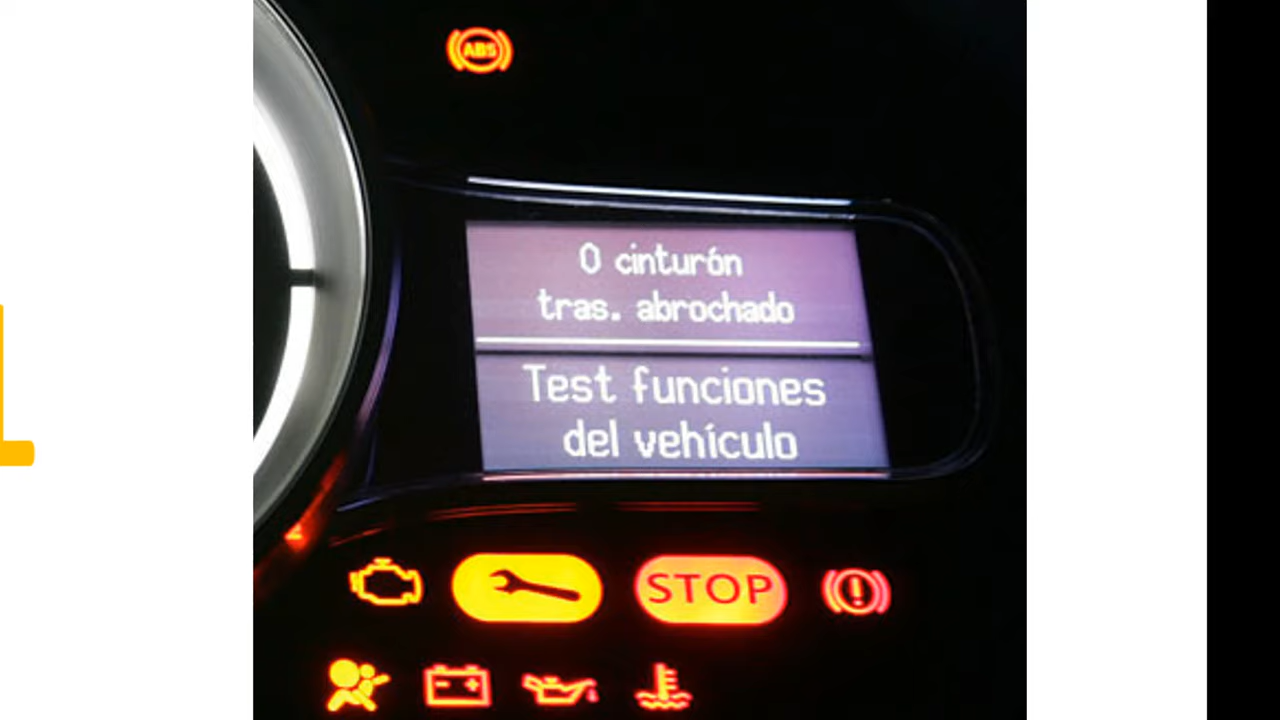 ABS
0 cinturón
tras. abrochado
Test funciones
del vehículo
STOP